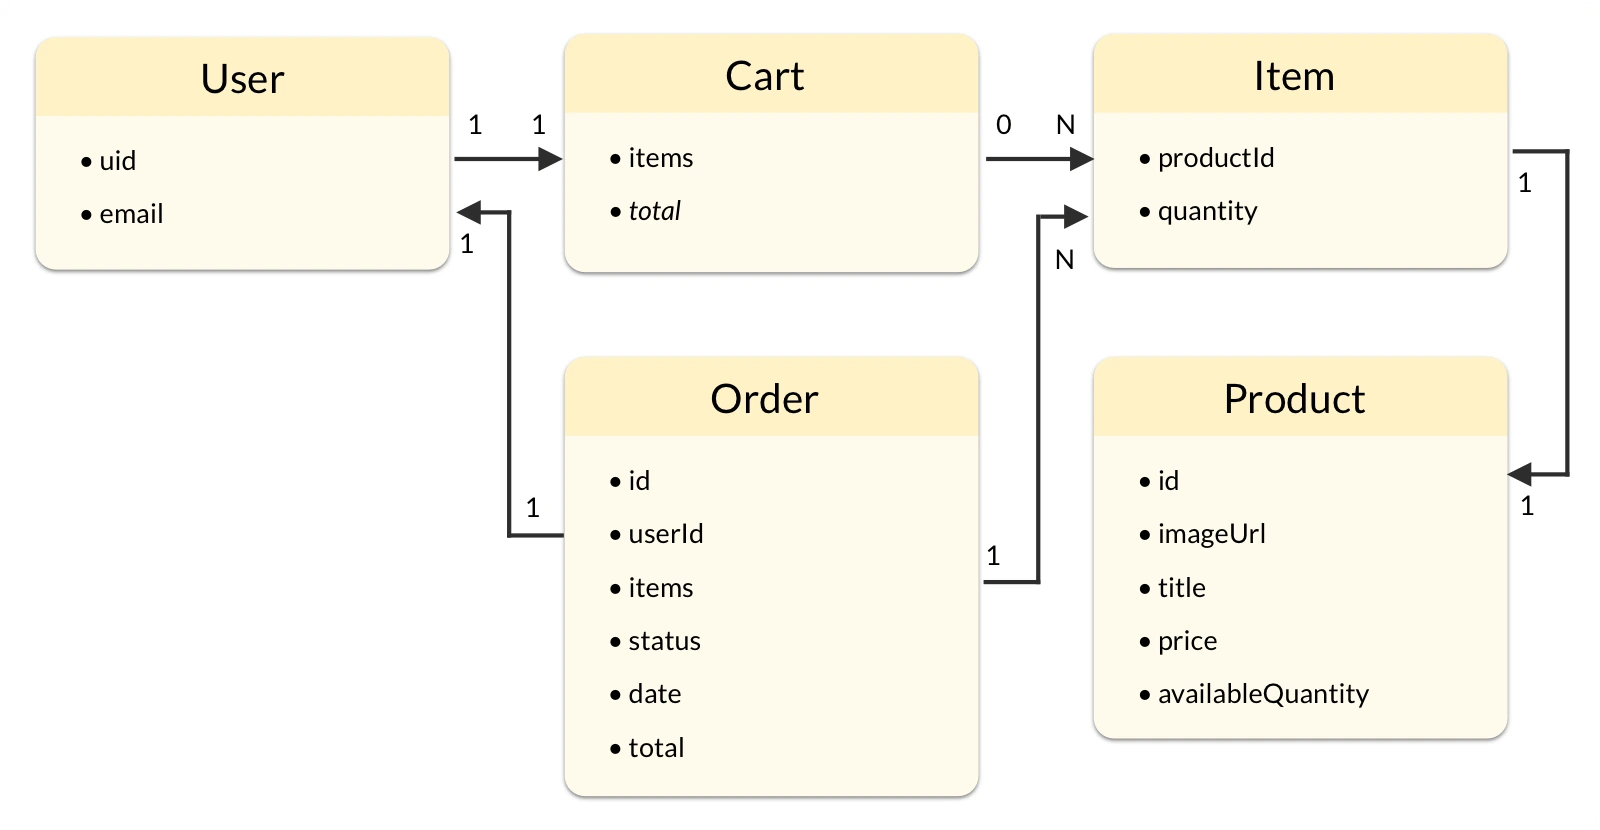 User
• uid
• email
1 1
1
Cart
• items
• total
0 N
N
Item
• productId
• quantity
1
Order
• id
• userId
• items
• status
• date
• total
1
1
Product
• id
• imageUrl
• title
• price
• availableQuantity
1